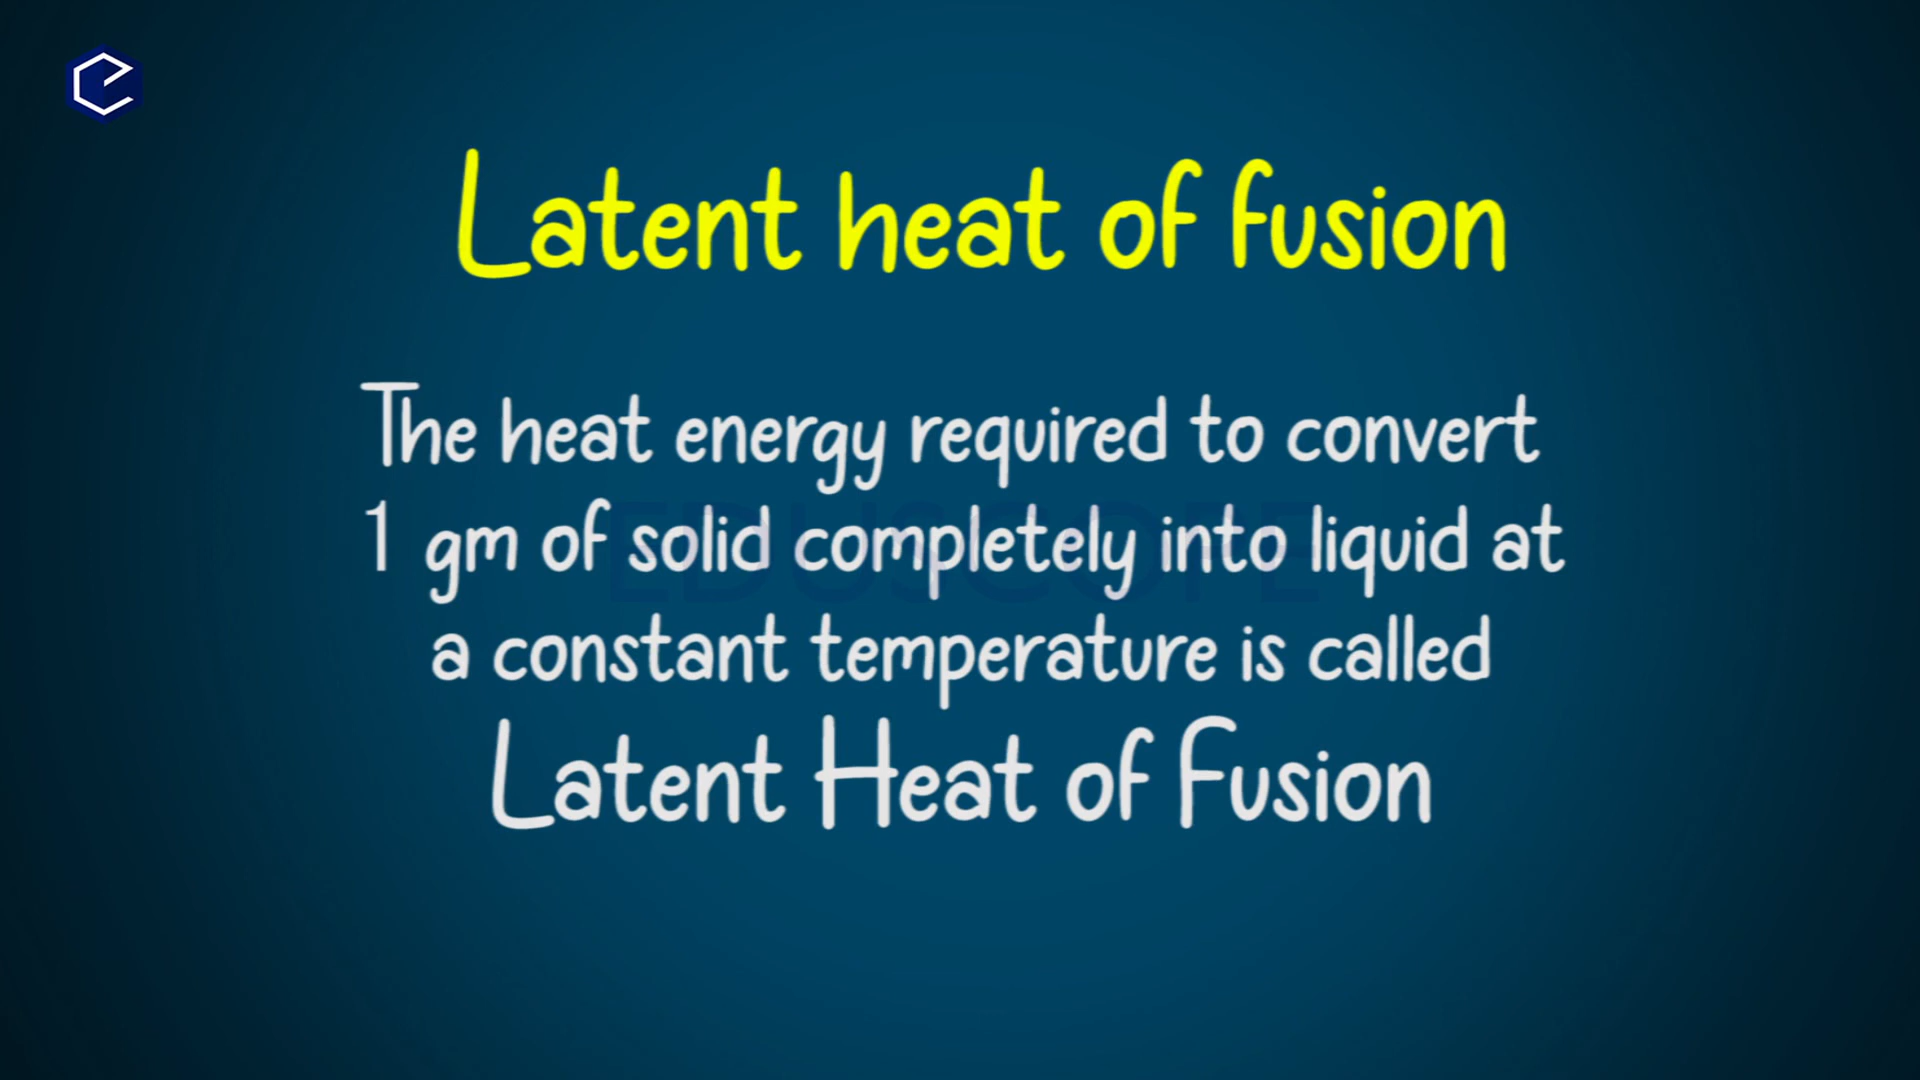 Latent heat of fusion
The heat energy required to convert
1 gm of solid completely into liquid at
a constant temperature is called
Latent Heat of Fusion
EDUSCOPE